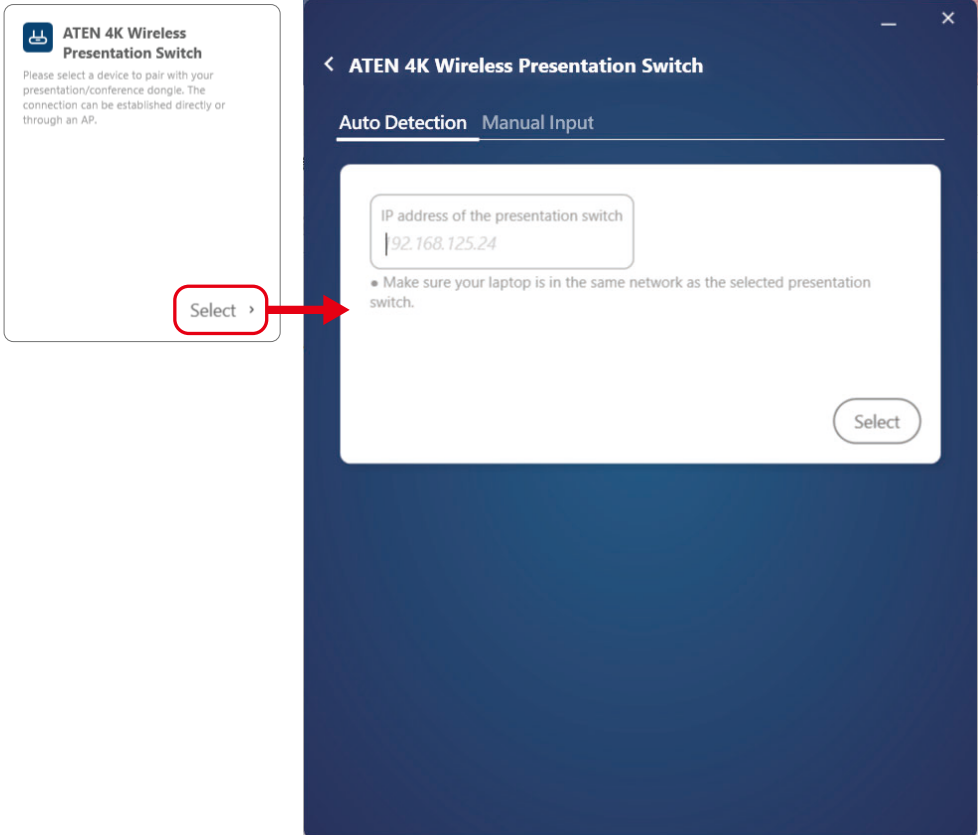 ATEN 4K Wireless
Presentation Switch
Please select a device to pair with your
presentation/conference dongle. The
connection can be established directly or
through an AP.
Select ›
ATEN 4K Wireless Presentation Switch
Auto Detection Manual Input
IP address of the presentation switch
192.168.125.24
• Make sure your laptop is in the same network as the selected presentation
switch.
Select